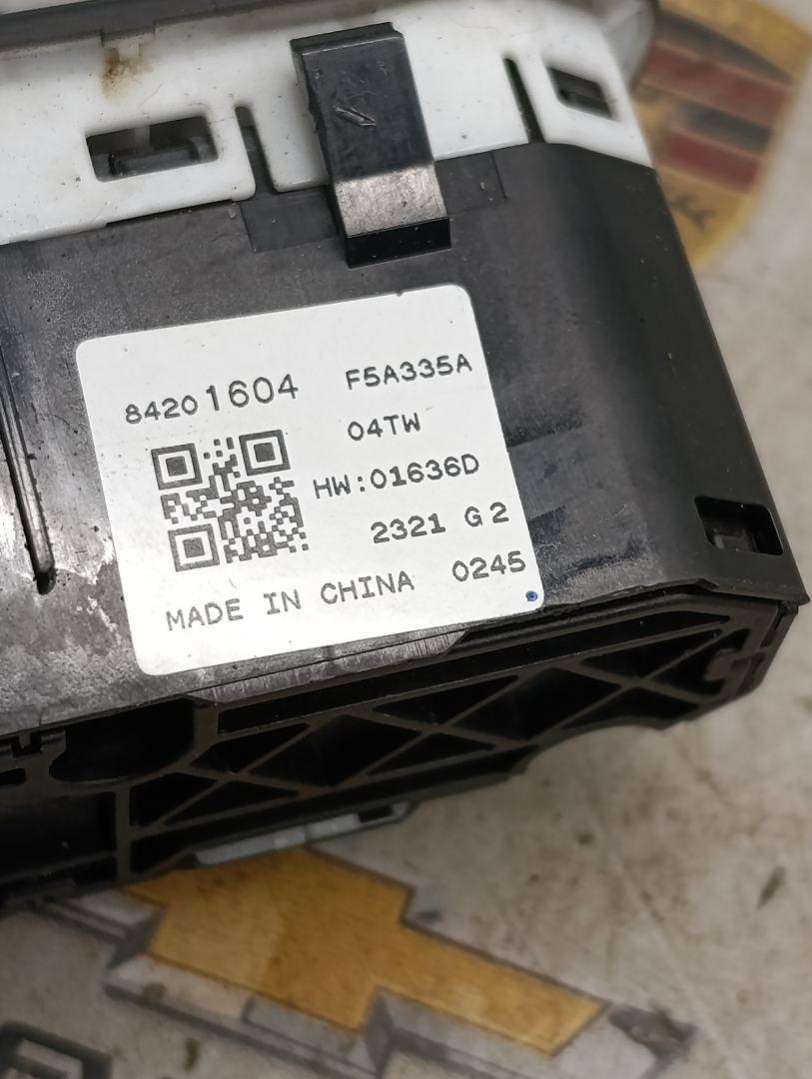 84201604 F5A335A
04TW
HW:01636D
2321 G2
MADE IN CHINA 0245